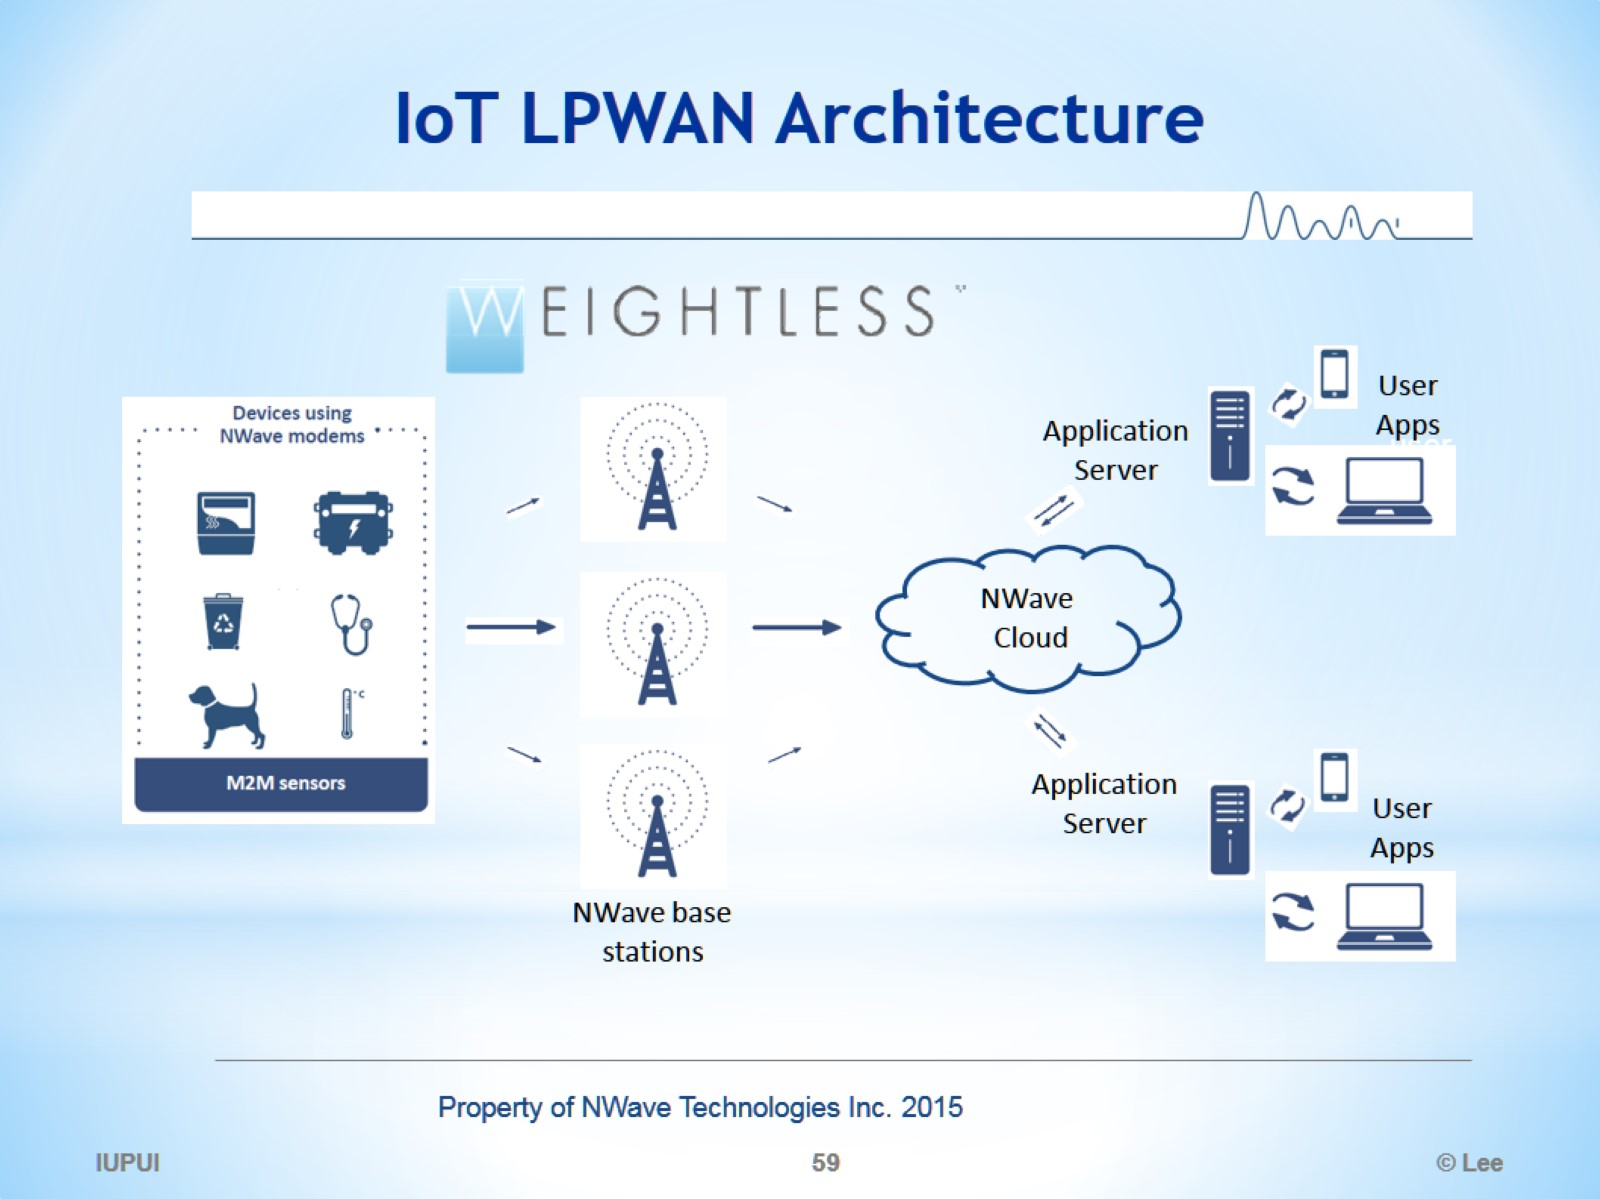 IoT LPWAN Architecture
WEIGHTLESS
Devices using
NWave modems
°C
M2M sensors
NWave base
stations
NWave
Cloud
Application
Server
User
Apps
User
Application
Server
User
Apps
Property of NWave Technologies Inc. 2015
IUPUI
59
© Lee